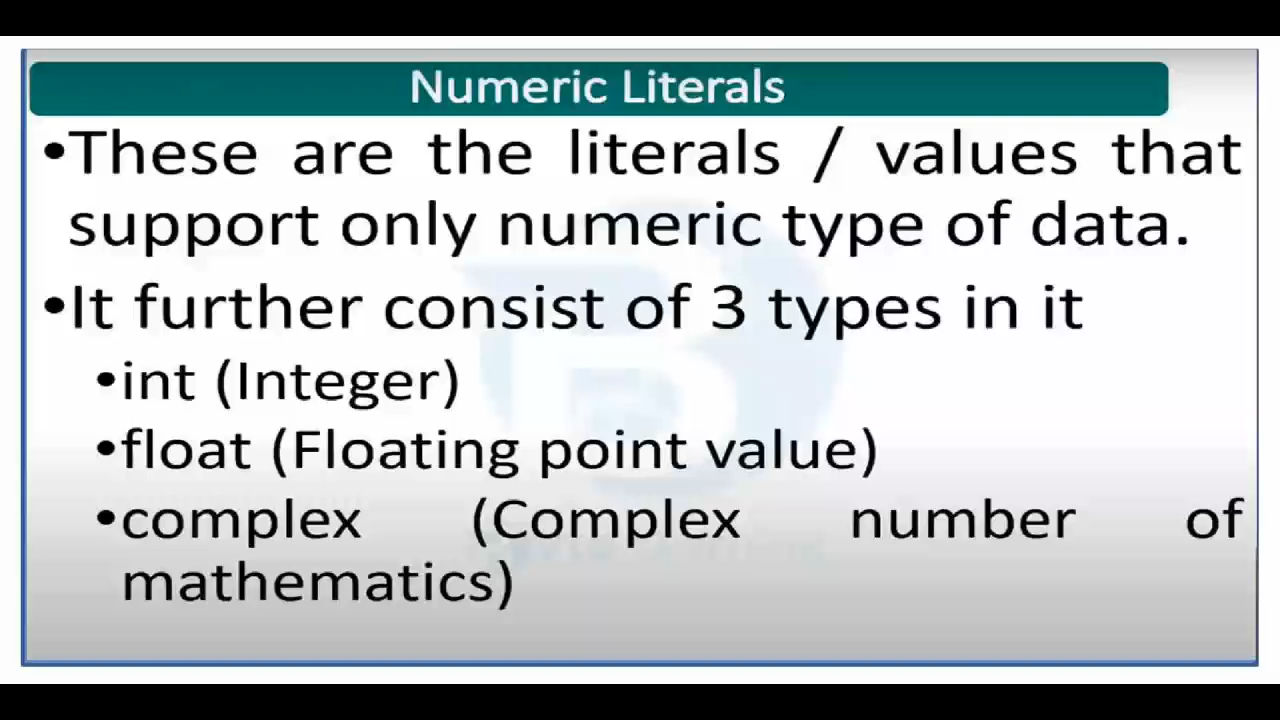 Numeric Literals
•These are the literals / values that
support only numeric type of data.
•It further consist of 3 types in it
•int (Integer)
•float (Floating point value)
•complex (Complex number of
mathematics)